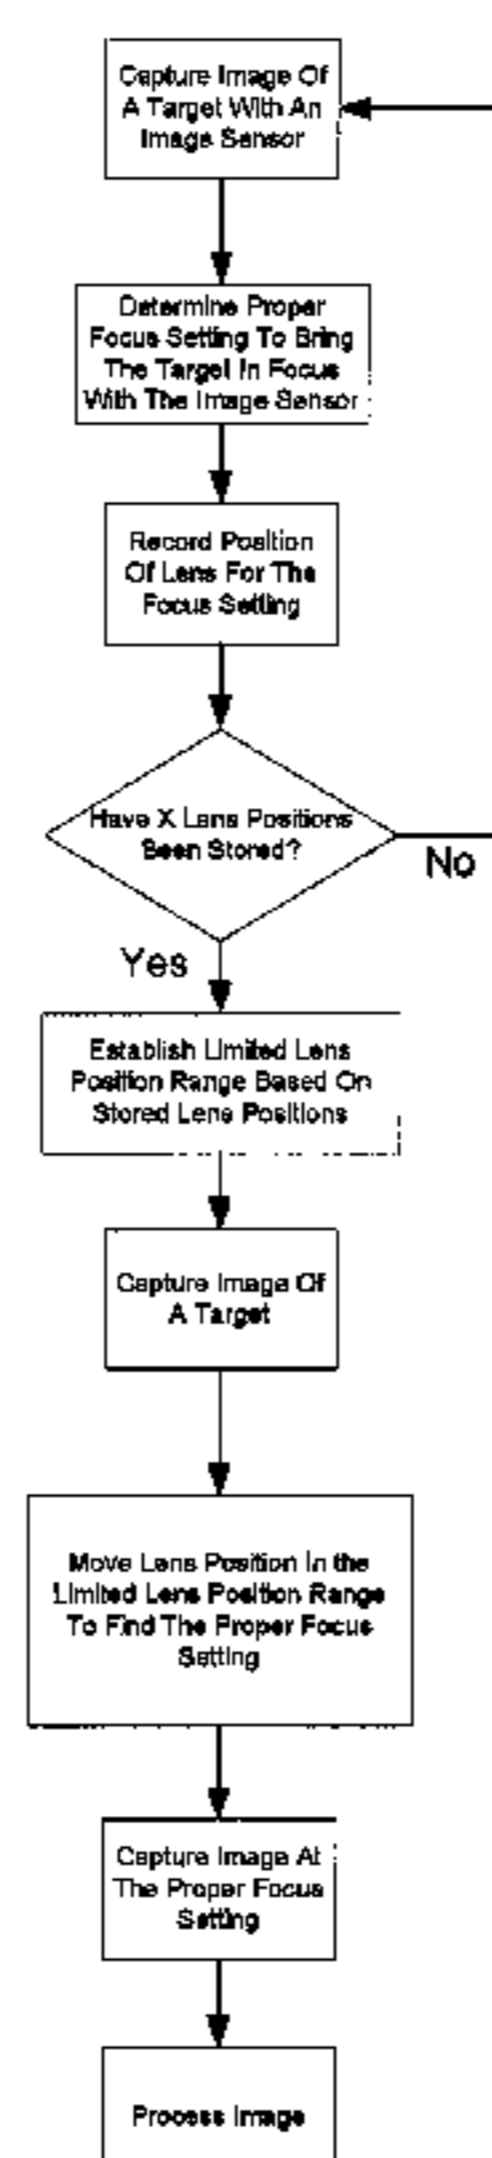 Capture Image Of
A Target With An
Image Sensor
Determine Proper
Focus Setting To Bring
The Target In Focus
With The Image Sensor
Record Position
Of Lens For The
Focus Setting
Have X Lens Positions
Been Stored?
No
Yes
Establish Limited Lens
Position Range Based On
Stored Lens Positions
Capture Image Of
A Target
Move Lens Position In the
Limited Lens Position Range
To Find The Proper Focus
Setting
Capture Image At
The Proper Focus
Setting
Process Image